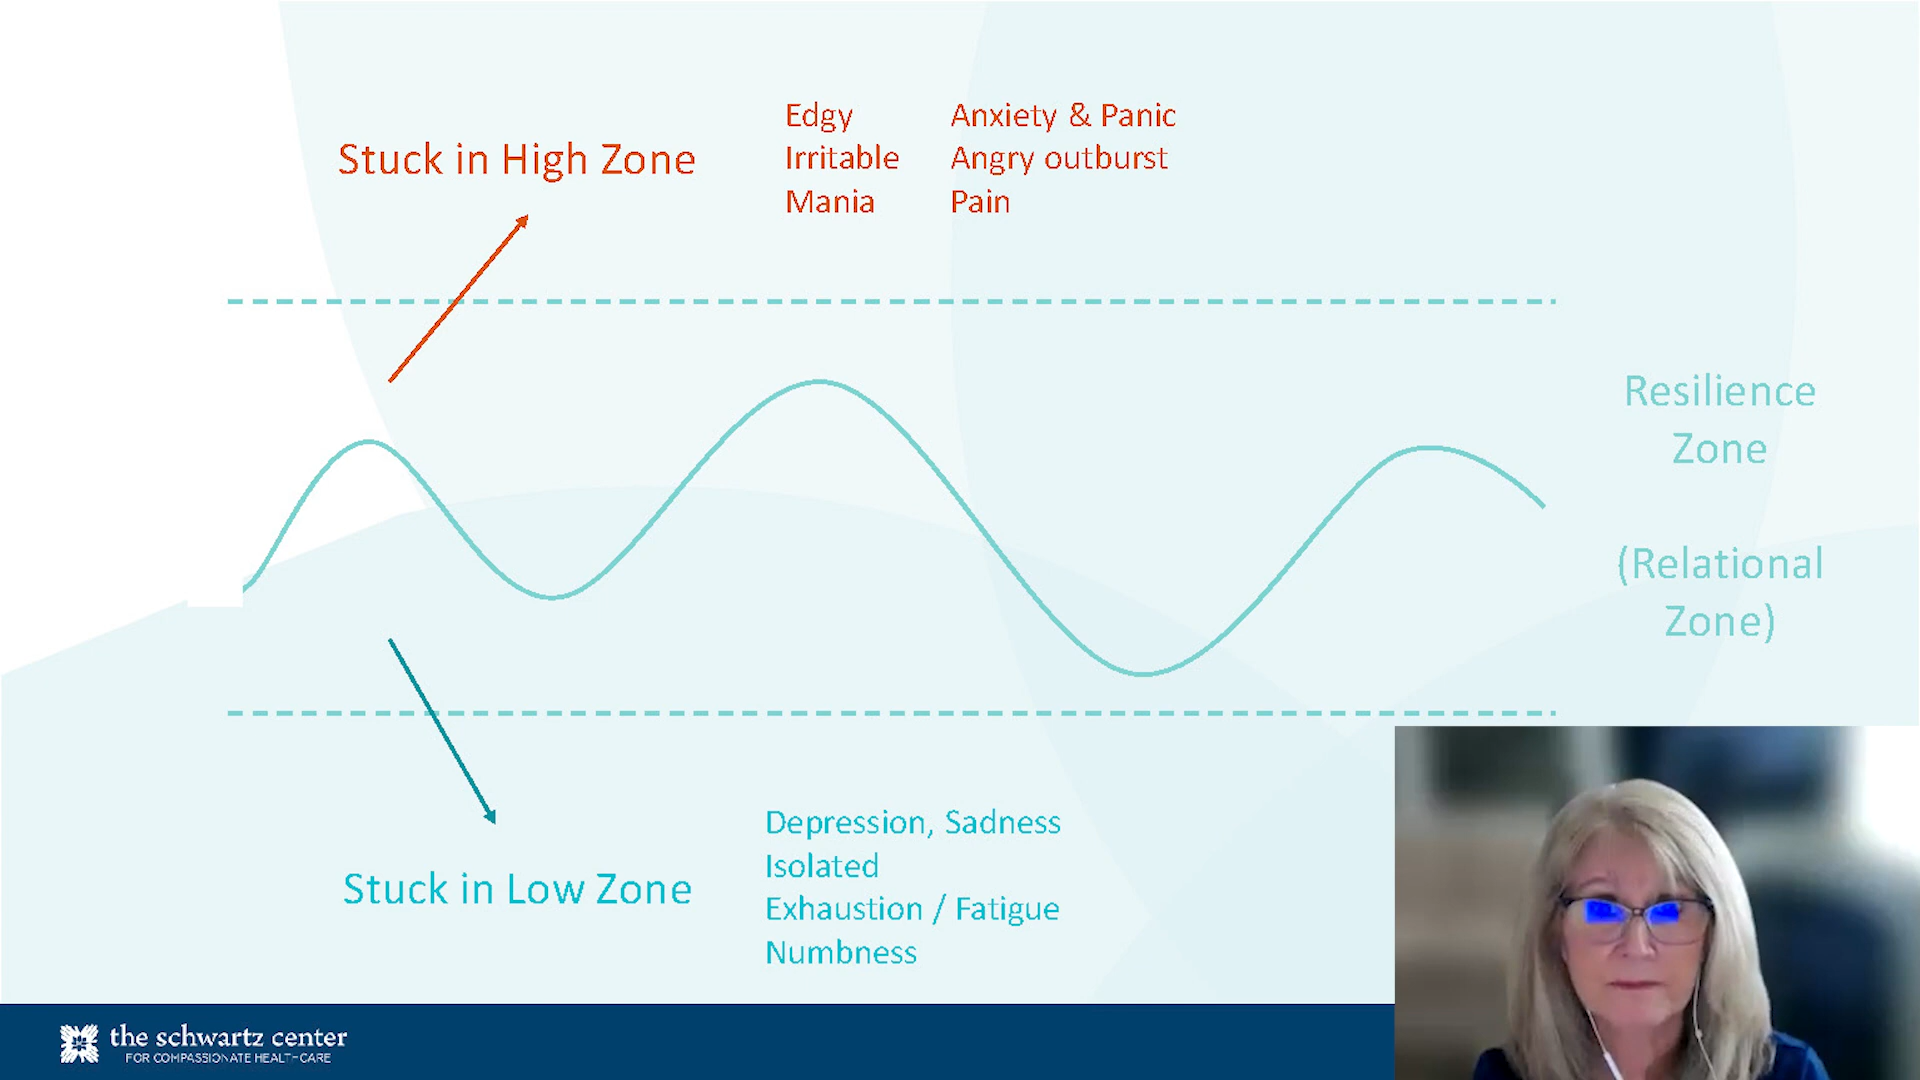 Stuck in High Zone
Edgy
Irritable
Mania
Anxiety & Panic
Angry outburst
Pain
Resilience
Zone
(Relational
Zone)
Stuck in Low Zone
Depression, Sadness
Isolated
Exhaustion / Fatigue
Numbness
the schwartz center
FOR COMPASSIONATE HEALTHCARE